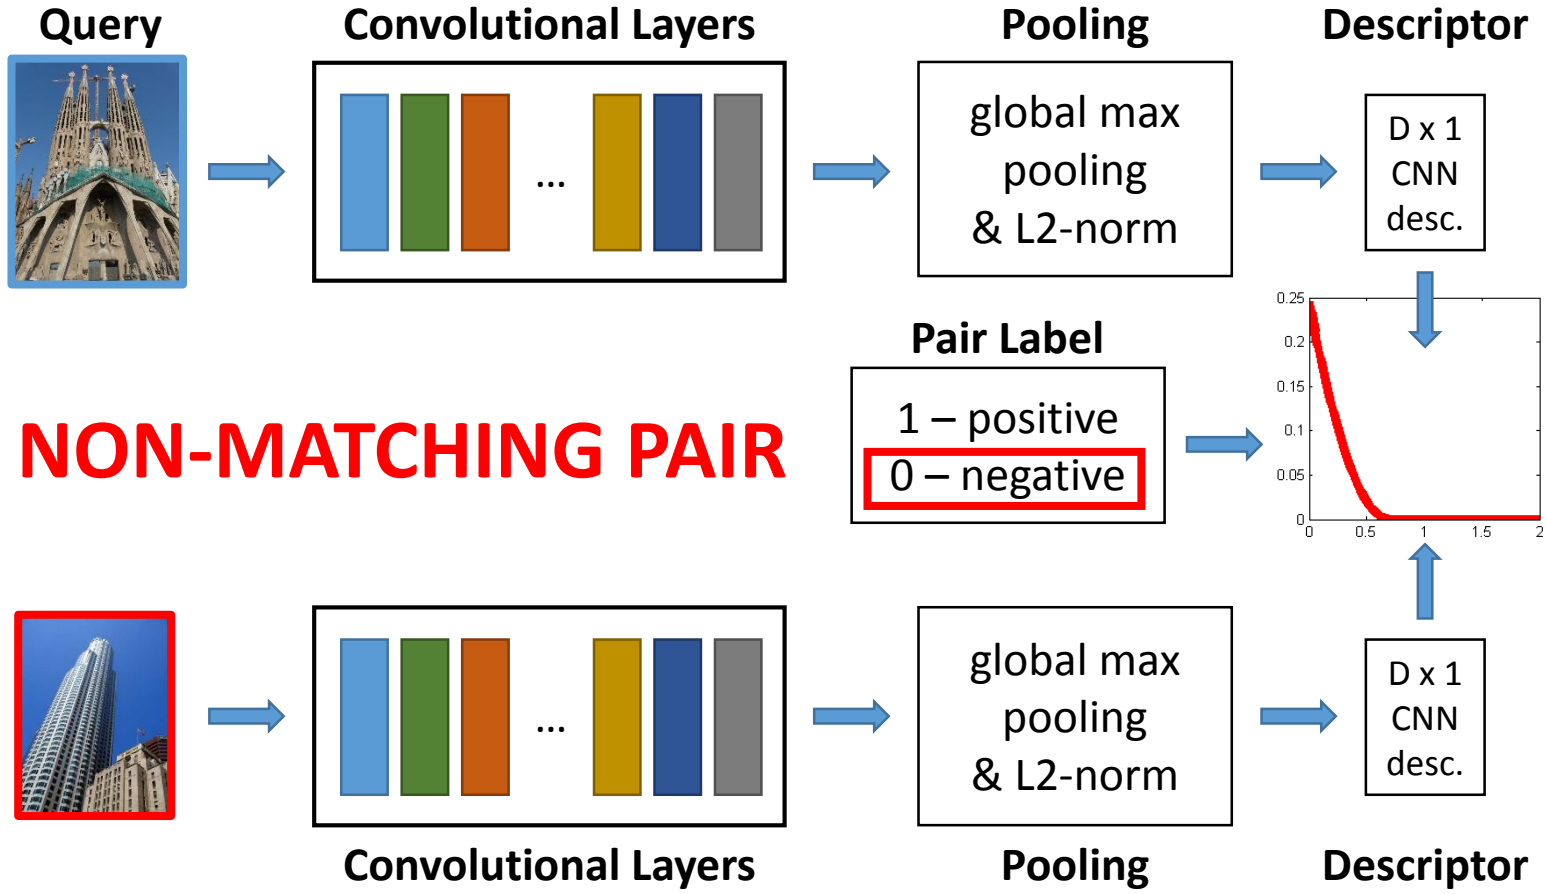 Query
Convolutional Layers
Pooling
Descriptor
...
global max
pooling
& L2-norm
D x 1
CNN
desc.
NON-MATCHING PAIR
Pair Label
1 – positive
0 – negative
0.25
0.2
0.15
0.1
0.05
0
0 0.5 1 1.5 2
...
global max
pooling
& L2-norm
D x 1
CNN
desc.
Convolutional Layers
Pooling
Descriptor